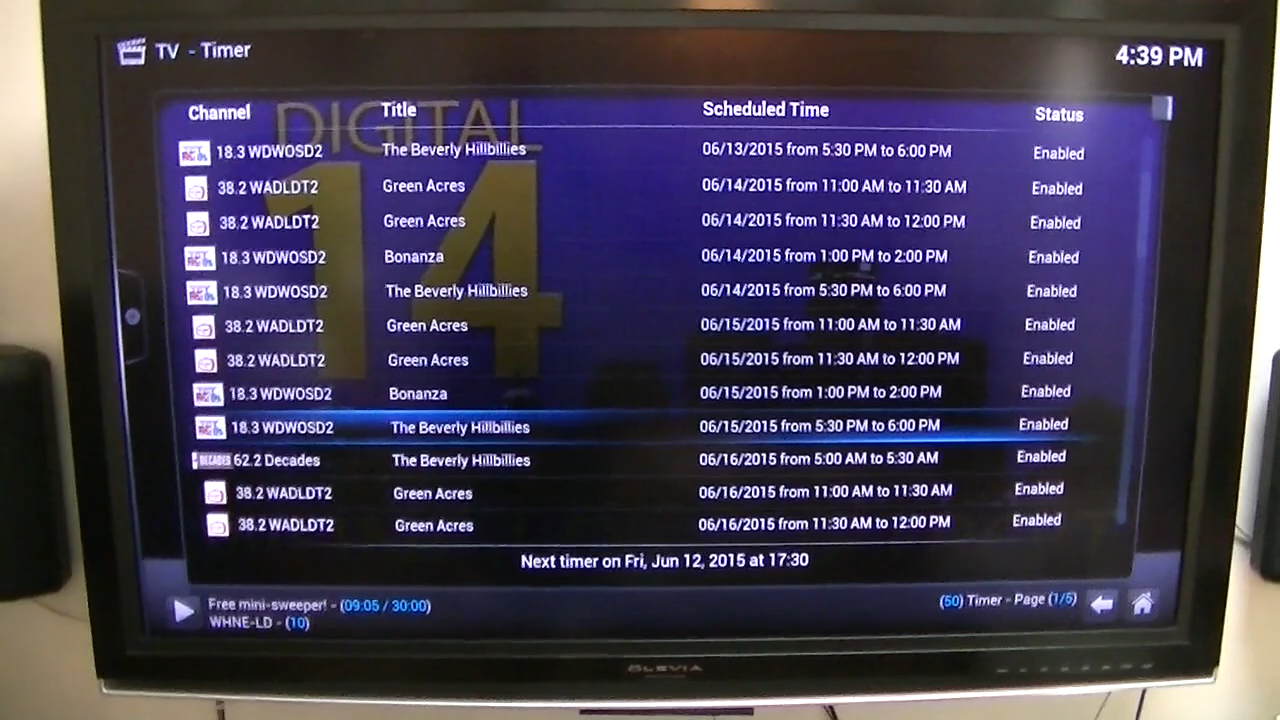 TV - Timer
4:39 PM
DIGITAL
14
Channel Title Scheduled Time Status
18.3 WDWOSD2 The Beverly Hillbillies 06/13/2015 from 5:30 PM to 6:00 PM Enabled
38.2 WADLDT2 Green Acres 06/14/2015 from 11:00 AM to 11:30 AM Enabled
38.2 WADLDT2 Green Acres 06/14/2015 from 11:30 AM to 12:00 PM Enabled
18.3 WDWOSD2 Bonanza 06/14/2015 from 1:00 PM to 2:00 PM Enabled
18.3 WDWOSD2 The Beverly Hillbillies 06/14/2015 from 5:30 PM to 6:00 PM Enabled
38.2 WADLDT2 Green Acres 06/15/2015 from 11:00 AM to 11:30 AM Enabled
38.2 WADLDT2 Green Acres 06/15/2015 from 11:30 AM to 12:00 PM Enabled
18.3 WDWOSD2 Bonanza 06/15/2015 from 1:00 PM to 2:00 PM Enabled
18.3 WDWOSD2 The Beverly Hillbillies 06/15/2015 from 5:30 PM to 6:00 PM Enabled
DECADES 62.2 Decades The Beverly Hillbillies 06/16/2015 from 5:00 AM to 5:30 AM Enabled
38.2 WADLDT2 Green Acres 06/16/2015 from 11:00 AM to 11:30 AM Enabled
38.2 WADLDT2 Green Acres 06/16/2015 from 11:30 AM to 12:00 PM Enabled
Next timer on Fri, Jun 12, 2015 at 17:30
Free mini-sweeper! - (09:05 / 30:00)
WHNE-LD - (10)
(50) Timer - Page (1/5)
OLEVIA